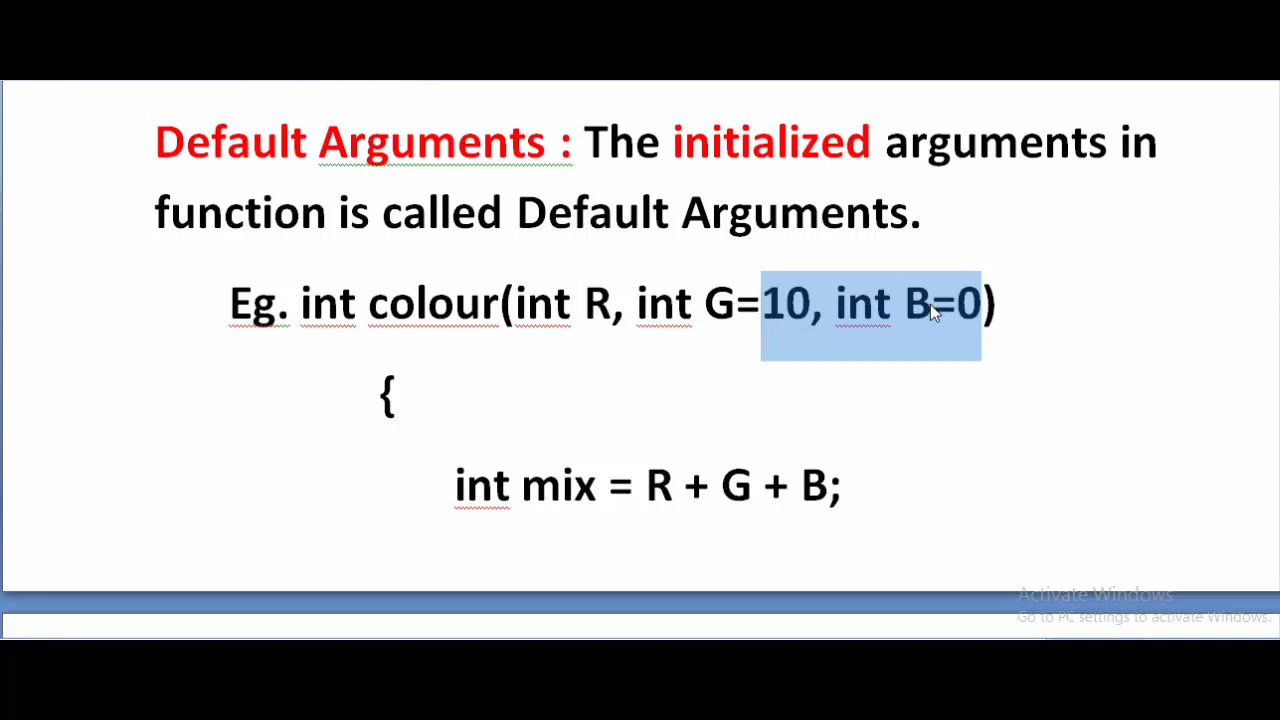 Default Arguments : The initialized arguments in
function is called Default Arguments.
Eg. int colour(int R, int G=10, int B=0)
{
int mix = R + G + B;
Activate Windows
Go to PC settings to activate Windows.